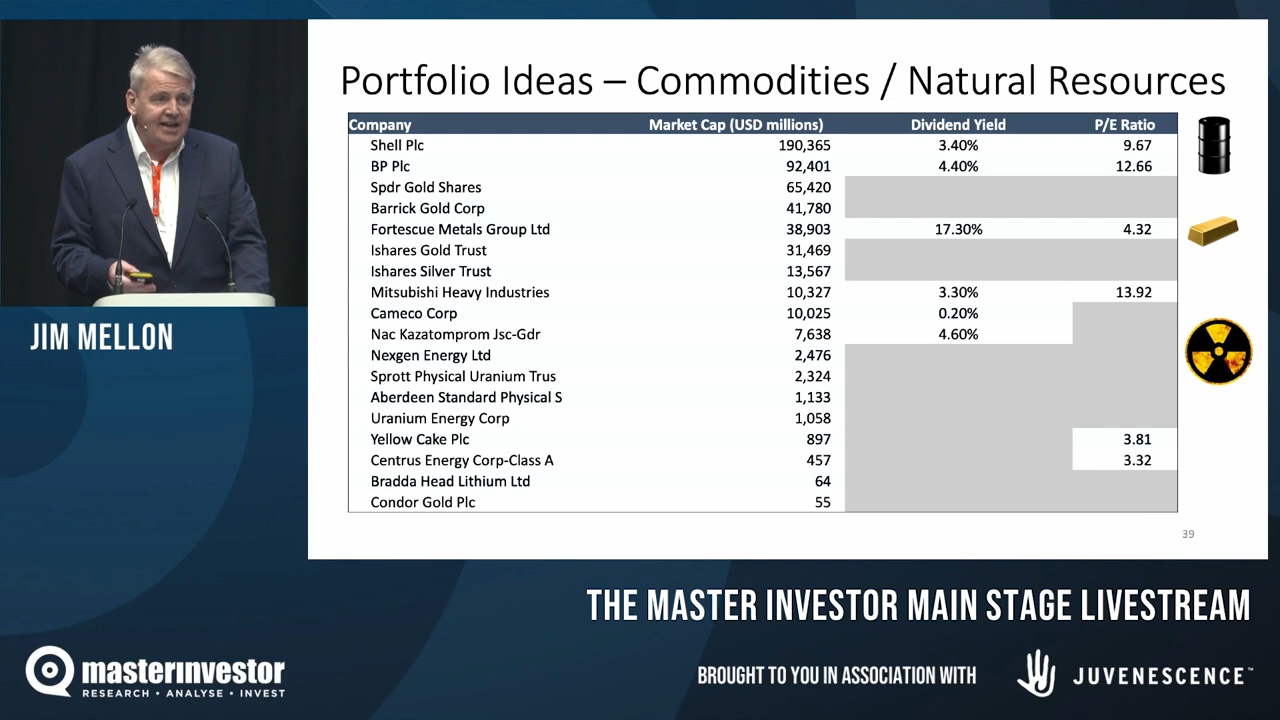 Portfolio Ideas – Commodities / Natural Resources
Company Market Cap (USD millions) Dividend Yield P/E Ratio
Shell Plc 190,365 3.40% 9.67
BP Plc 92,401 4.40% 12.66
Spdr Gold Shares 65,420
Barrick Gold Corp 41,780
Fortescue Metals Group Ltd 38,903 17.30% 4.32
Ishares Gold Trust 31,469
Ishares Silver Trust 13,567
Mitsubishi Heavy Industries 10,327 3.30% 13.92
Cameco Corp 10,025 0.20%
Nac Kazatomprom Jsc-Gdr 7,638 4.60%
Nexgen Energy Ltd 2,476
Sprott Physical Uranium Trus 2,324
Aberdeen Standard Physical S 1,133
Uranium Energy Corp 1,058
Yellow Cake Plc 897 3.81
Centrus Energy Corp-Class A 457 3.32
Bradda Head Lithium Ltd 64
Condor Gold Plc 55
39
JIM MELLON
THE MASTER INVESTOR MAIN STAGE LIVESTREAM
masterinvestor
RESEARCH • ANALYSE • INVEST
BROUGHT TO YOU IN ASSOCIATION WITH
JUVENESCENCE™